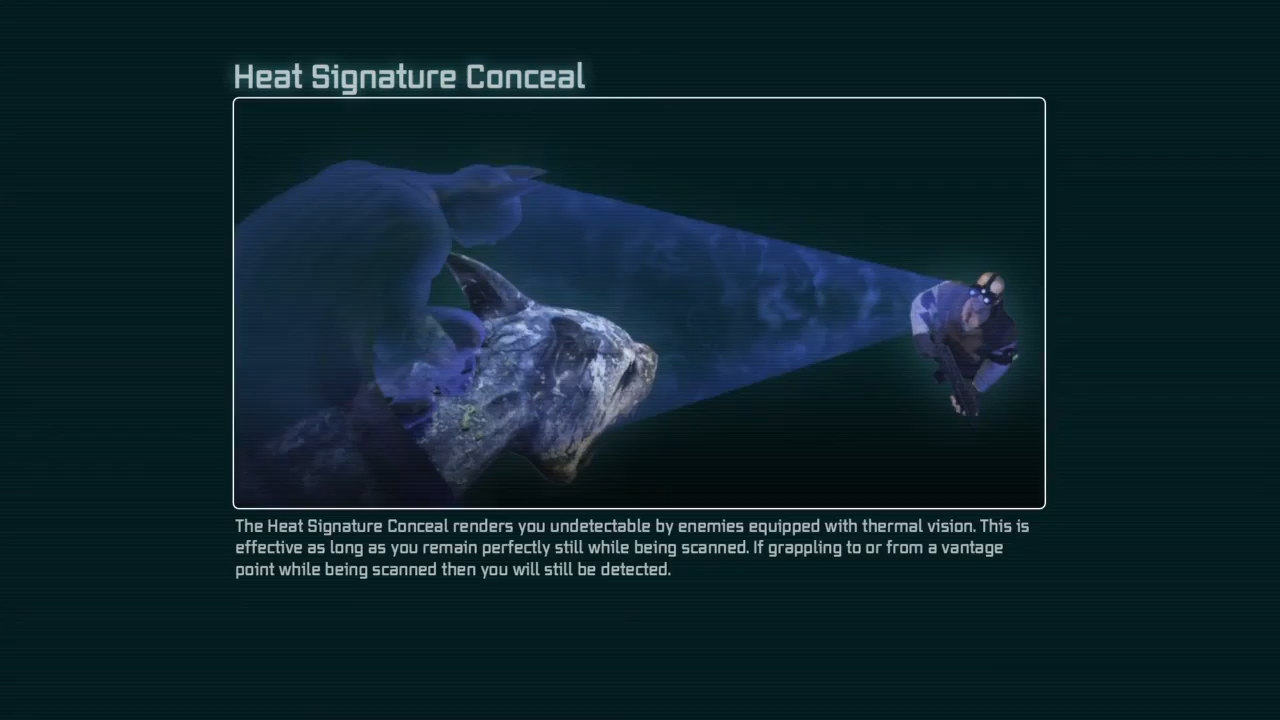 Heat Signature Conceal
The Heat Signature Conceal renders you undetectable by enemies equipped with thermal vision. This is
effective as long as you remain perfectly still while being scanned. If grappling to or from a vantage
point while being scanned then you will still be detected.